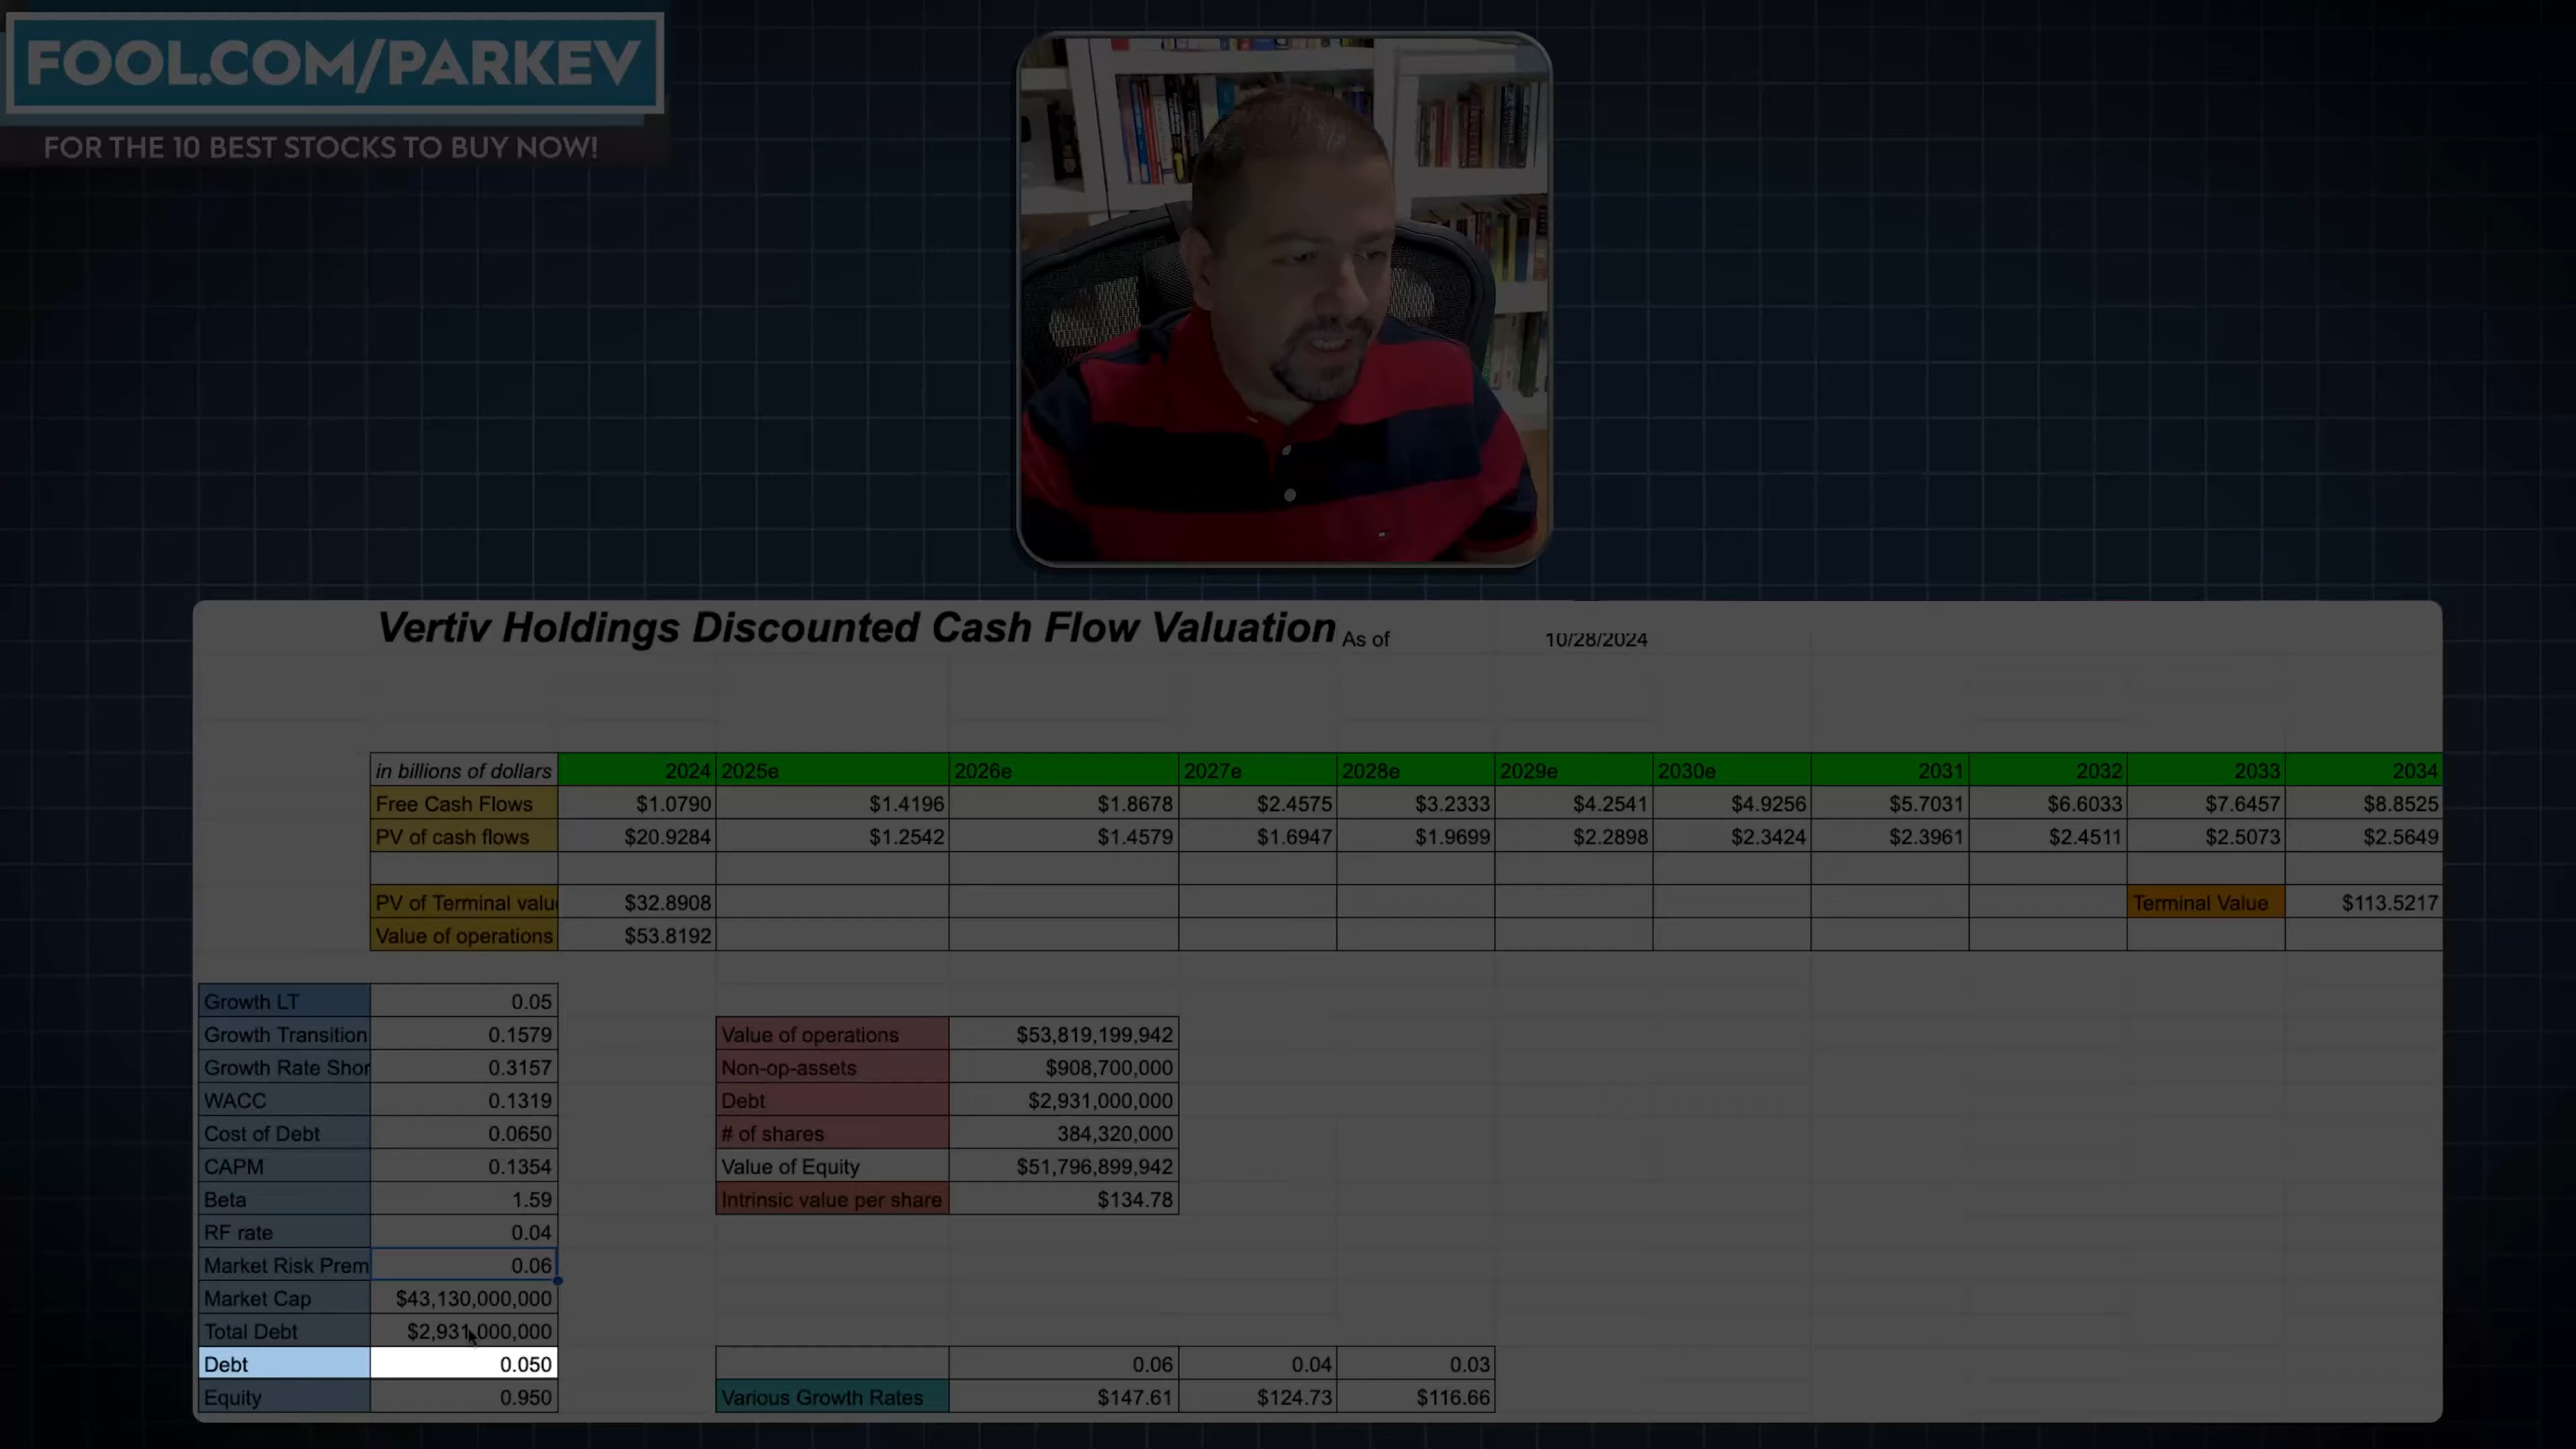 FOOL.COM/PARKEV
FOR THE 10 BEST STOCKS TO BUY NOW!
Vertiv Holdings Discounted Cash Flow Valuation As of 10/28/2024
in billions of dollars 2024 2025e 2026e 2027e 2028e 2029e 2030e 2031 2032 2033 2034
Free Cash Flows $1.0790 $1.4196 $1.8678 $2.4575 $3.2333 $4.2541 $4.9256 $5.7031 $6.6033 $7.6457 $8.8525
PV of cash flows $20.9284 $1.2542 $1.4579 $1.6947 $1.9699 $2.2898 $2.3424 $2.3961 $2.4511 $2.5073 $2.5649
PV of Terminal valu $32.8908 Terminal Value $113.5217
Value of operations $53.8192
Growth LT 0.05
Growth Transition 0.1579 Value of operations $53,819,199,942
Growth Rate Shor 0.3157 Non-op-assets $908,700,000
WACC 0.1319 Debt $2,931,000,000
Cost of Debt 0.0650 # of shares 384,320,000
CAPM 0.1354 Value of Equity $51,796,899,942
Beta 1.59 Intrinsic value per share $134.78
RF rate 0.04
Market Risk Prem 0.06
Market Cap $43,130,000,000
Total Debt $2,931,000,000
Debt 0.050 0.06 0.04 0.03
Equity 0.950 Various Growth Rates $147.61 $124.73 $116.66